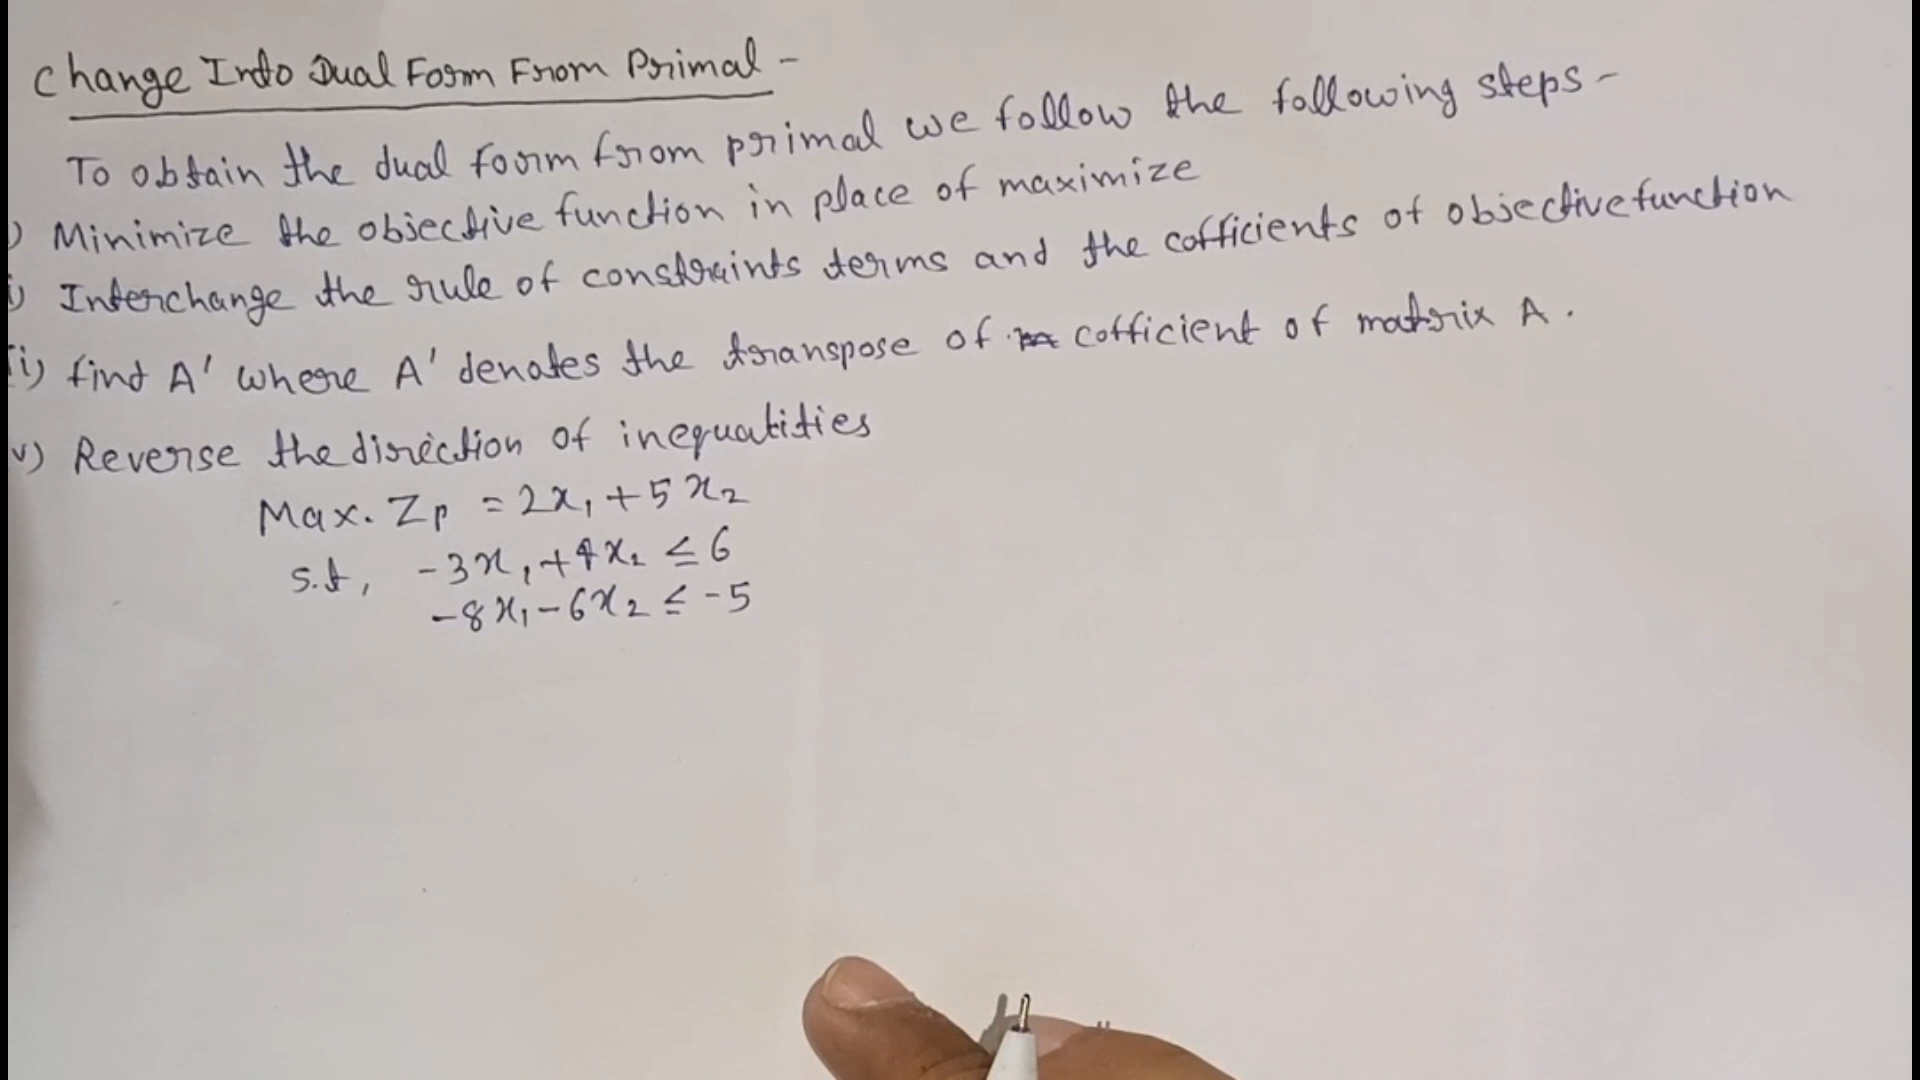 Change Into Dual Form From Primal -
To obtain the dual form from primal we follow the following steps -
) Minimize the objective function in place of maximize
i) Interchange the rule of constraints terms and the cofficients of objective function
ii) find A' where A' denotes the transpose of cofficient of matrix A.
v) Reverse the direction of inequatities
Max. Zp = 2x₁ + 5x₂
s.t, -3x₁ + 4x₂ ≤ 6
-8x₁ - 6x₂ ≤ -5